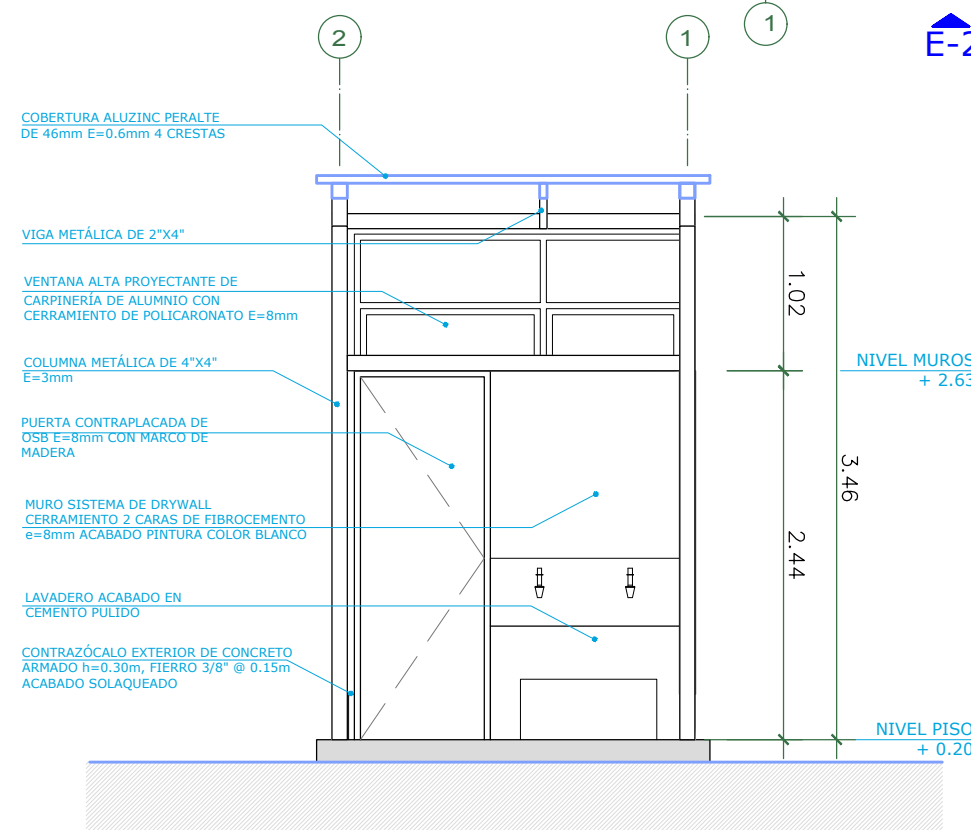 1
2
1
E-2
COBERTURA ALUZINC PERALTE
DE 46mm E=0.6mm 4 CRESTAS
VIGA METÁLICA DE 2"X4"
VENTANA ALTA PROYECTANTE DE
CARPINERÍA DE ALUMNIO CON
CERRAMIENTO DE POLICARONATO E=8mm
1.02
COLUMNA METÁLICA DE 4"X4"
E=3mm
NIVEL MUROS
+ 2.63
PUERTA CONTRAPLACADA DE
OSB E=8mm CON MARCO DE
MADERA
3.46
MURO SISTEMA DE DRYWALL
CERRAMIENTO 2 CARAS DE FIBROCEMENTO
e=8mm ACABADO PINTURA COLOR BLANCO
2.44
LAVADERO ACABADO EN
CEMENTO PULIDO
CONTRAZÓCALO EXTERIOR DE CONCRETO
ARMADO h=0.30m, FIERRO 3/8" @ 0.15m
ACABADO SOLAQUEADO
NIVEL PISO
+ 0.20